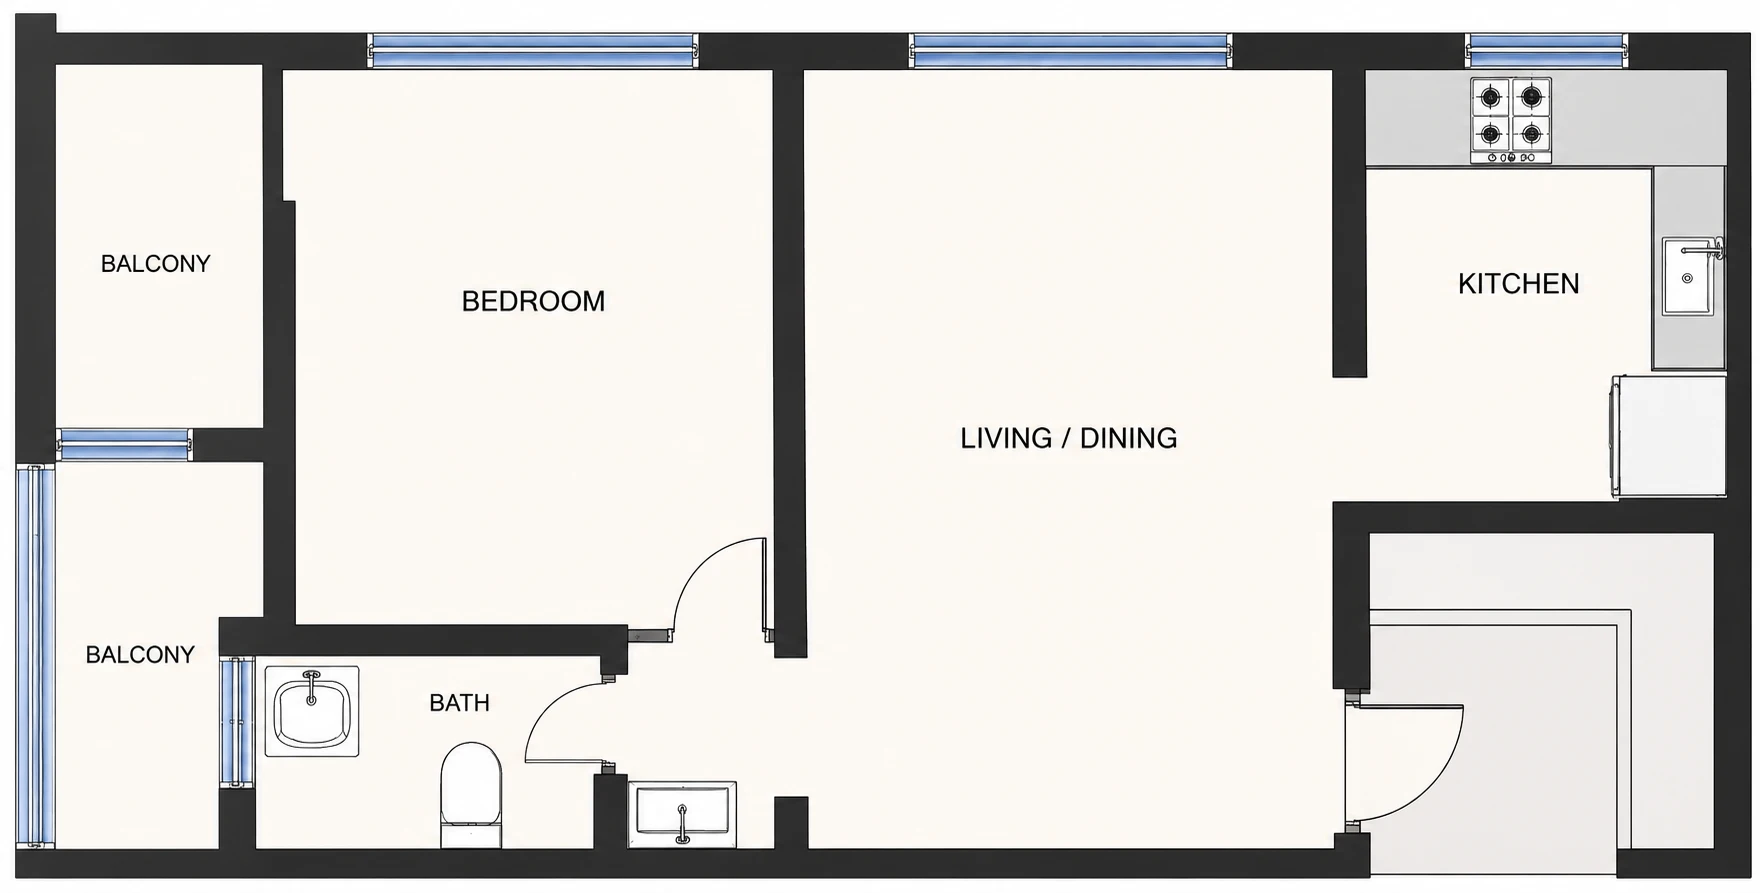 BALCONY
BEDROOM
KITCHEN
LIVING / DINING
BALCONY
BATH